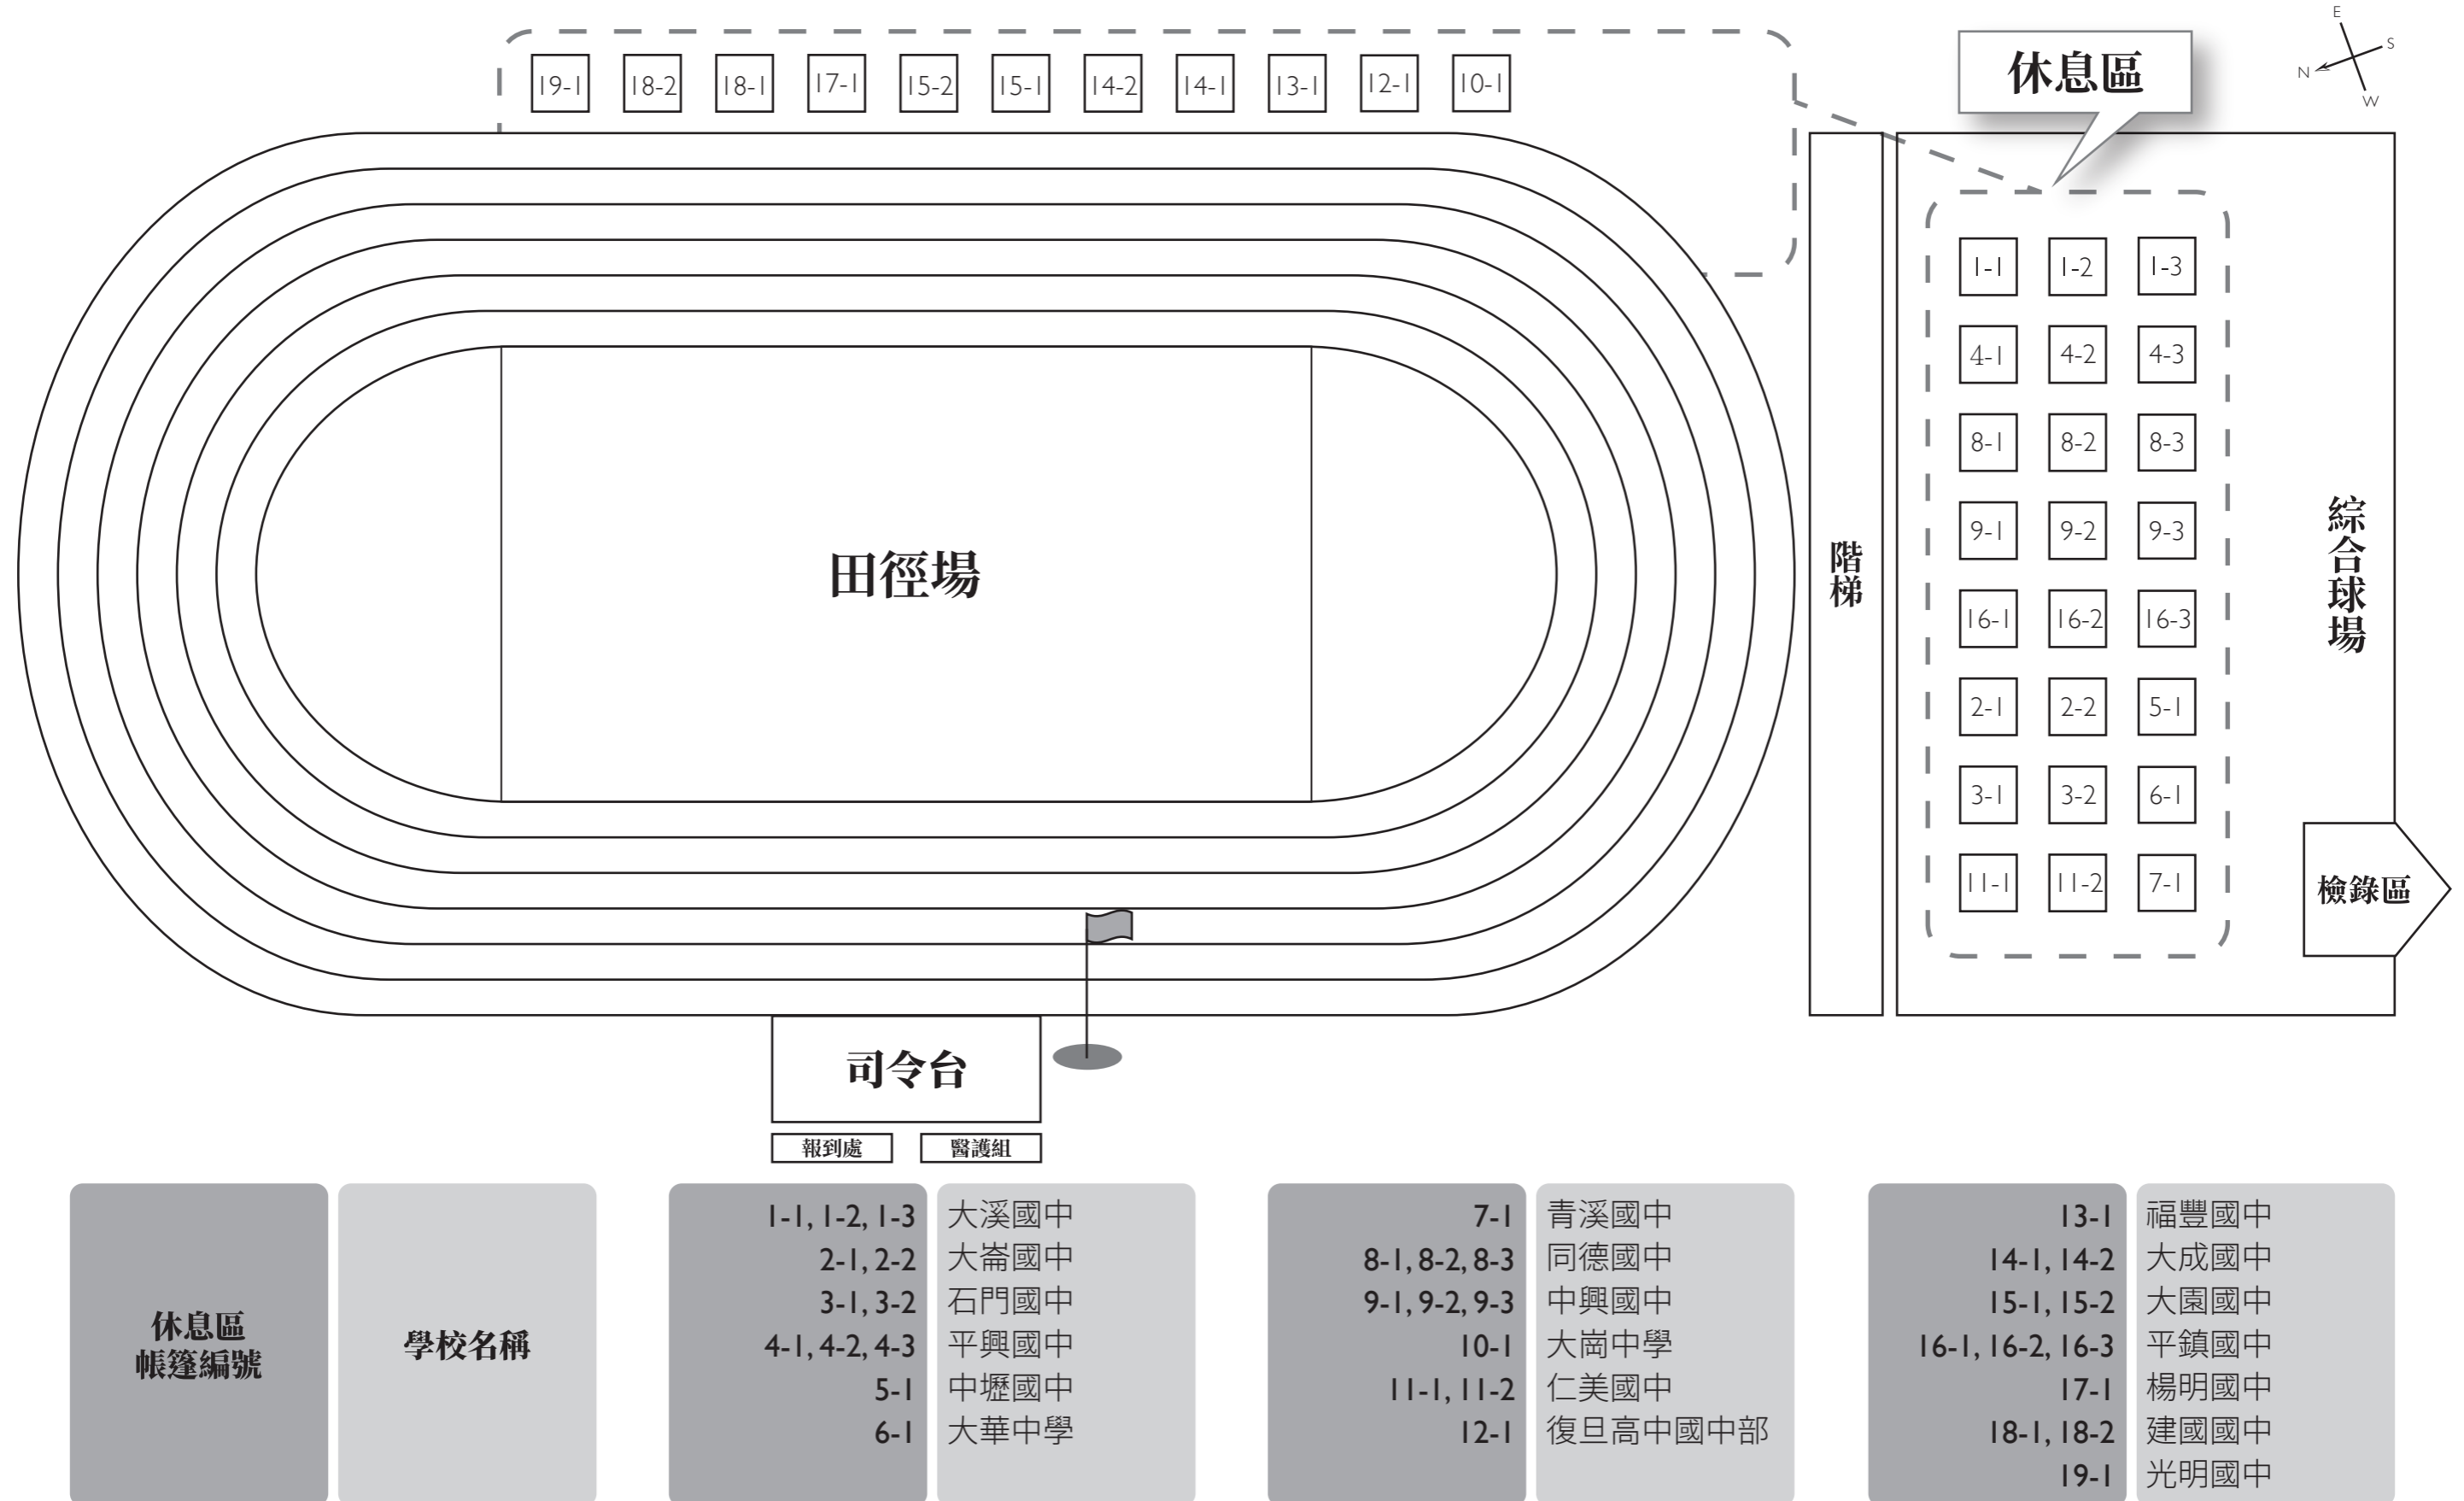 E
S
N
W
休息區
19-1 18-2 18-1 17-1 15-2 15-1 14-2 14-1 13-1 12-1 10-1
1-1 1-2 1-3
4-1 4-2 4-3
8-1 8-2 8-3
9-1 9-2 9-3
16-1 16-2 16-3
2-1 2-2 5-1
3-1 3-2 6-1
11-1 11-2 7-1
田徑場
階梯
綜合球場
檢錄區
司令台
報到處 醫護組
休息區
帳篷編號
學校名稱
1-1, 1-2, 1-3 大溪國中
2-1, 2-2 大崙國中
3-1, 3-2 石門國中
4-1, 4-2, 4-3 平興國中
5-1 中壢國中
6-1 大華中學
7-1 青溪國中
8-1, 8-2, 8-3 同德國中
9-1, 9-2, 9-3 中興國中
10-1 大崗中學
11-1, 11-2 仁美國中
12-1 復旦高中國中部
13-1 福豐國中
14-1, 14-2 大成國中
15-1, 15-2 大園國中
16-1, 16-2, 16-3 平鎮國中
17-1 楊明國中
18-1, 18-2 建國國中
19-1 光明國中